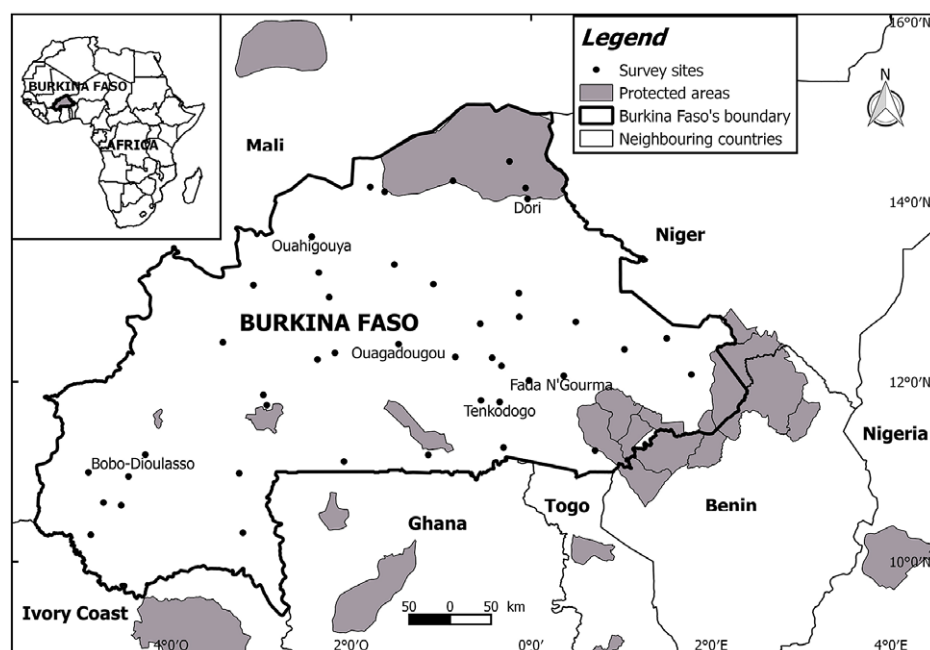 BURKINA FASO
AFRICA
Legend
Survey sites
Protected areas
Burkina Faso's boundary
Neighbouring countries
16°0'N
N
Mali
14°0'N
Dori
Niger
Ouahigouya
BURKINA FASO
Ouagadougou
Fada N'Gourma
12°0'N
Tenkodogo
Nigeria
Bobo-Dioulasso
Ghana
Togo
Benin
10°0'N
Ivory Coast
50 0 50 km
4°0'O
2°0'O
0°0'
2°0'E
4°0'E